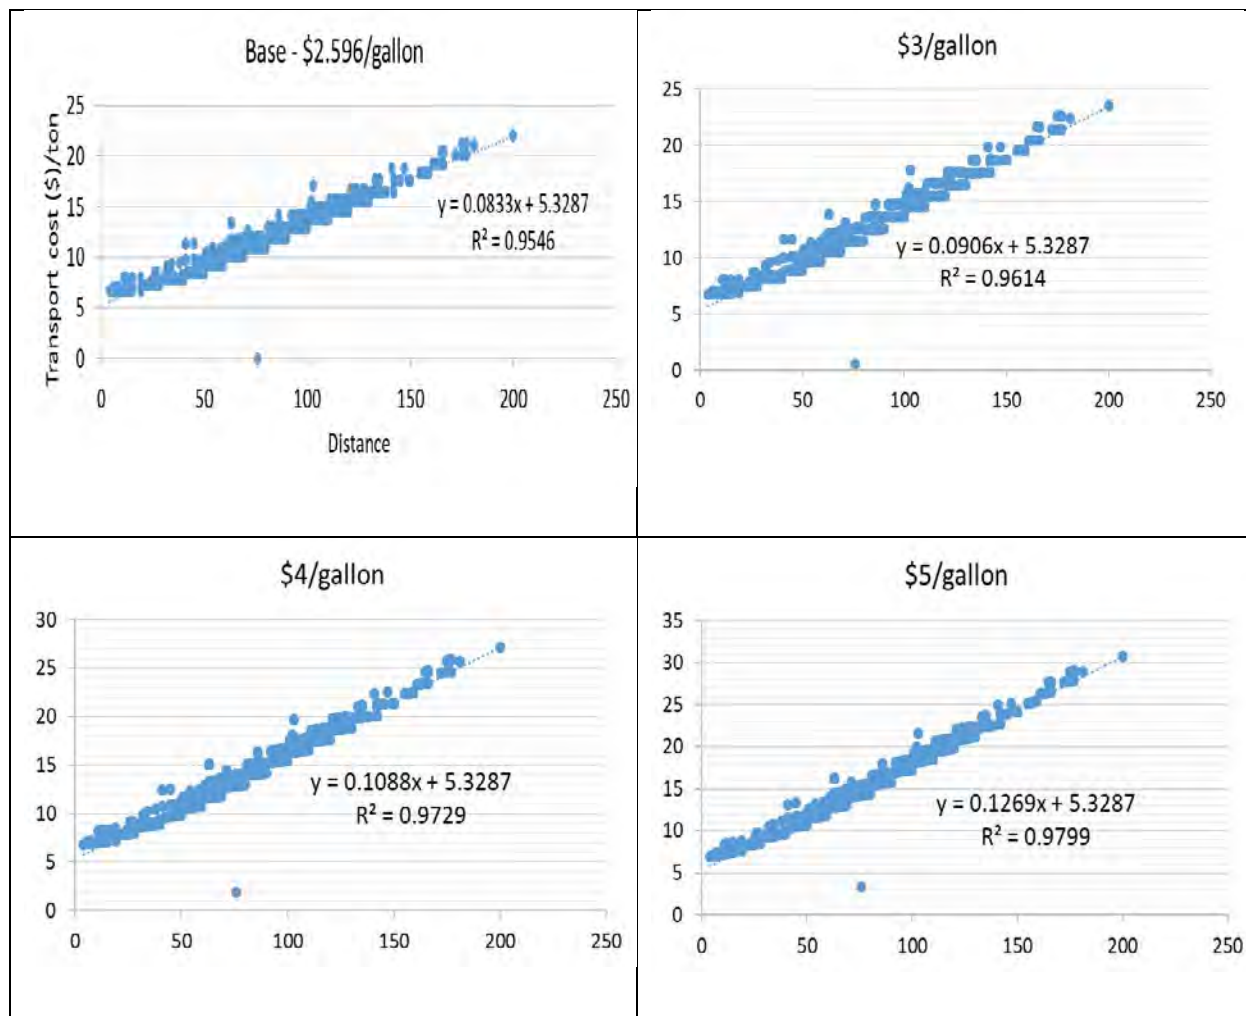 Base - $2.596/gallon
Transport cost ($)/ton
25
20
15
10
5
0
y = 0.0833x + 5.3287
R² = 0.9546
0 50 100 150 200 250
Distance
$3/gallon
25
20
15
10
5
0
y = 0.0906x + 5.3287
R² = 0.9614
0 50 100 150 200 250
$4/gallon
30
25
20
15
10
5
0
y = 0.1088x + 5.3287
R² = 0.9729
0 50 100 150 200 250
$5/gallon
35
30
25
20
15
10
5
0
y = 0.1269x + 5.3287
R² = 0.9799
0 50 100 150 200 250